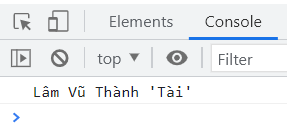 Elements Console
top Filter
Lâm Vũ Thành 'Tài'